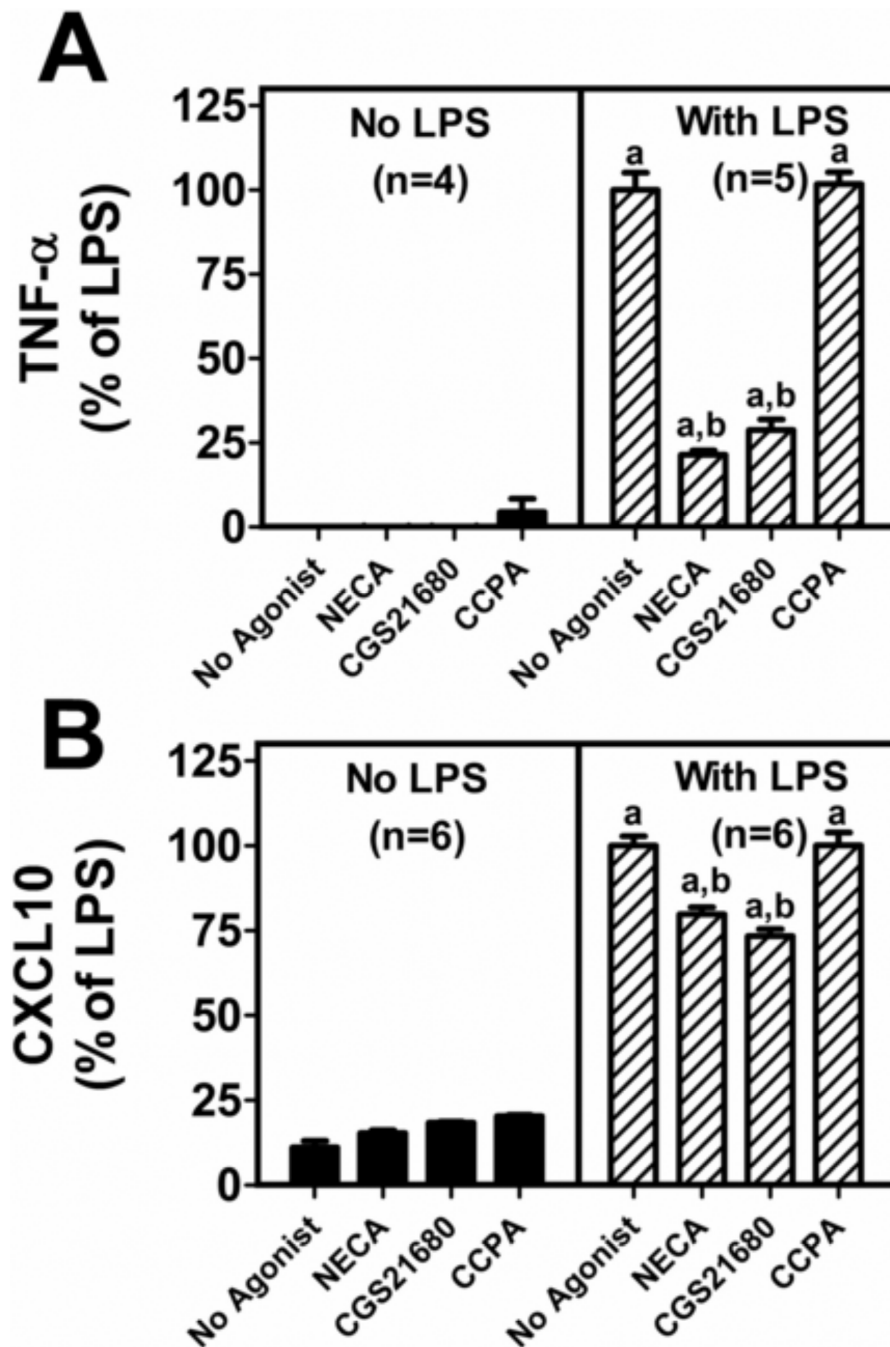 A
TNF-α
(% of LPS)
125
100
75
50
25
0
No LPS
(n=4)
With LPS
(n=5)
a
a,b
a,b
a
No Agonist
NECA
CGS21680
CCPA
No Agonist
NECA
CGS21680
CCPA
B
CXCL10
(% of LPS)
125
100
75
50
25
0
No LPS
(n=6)
With LPS
(n=6)
a
a,b
a,b
a
No Agonist
NECA
CGS21680
CCPA
No Agonist
NECA
CGS21680
CCPA